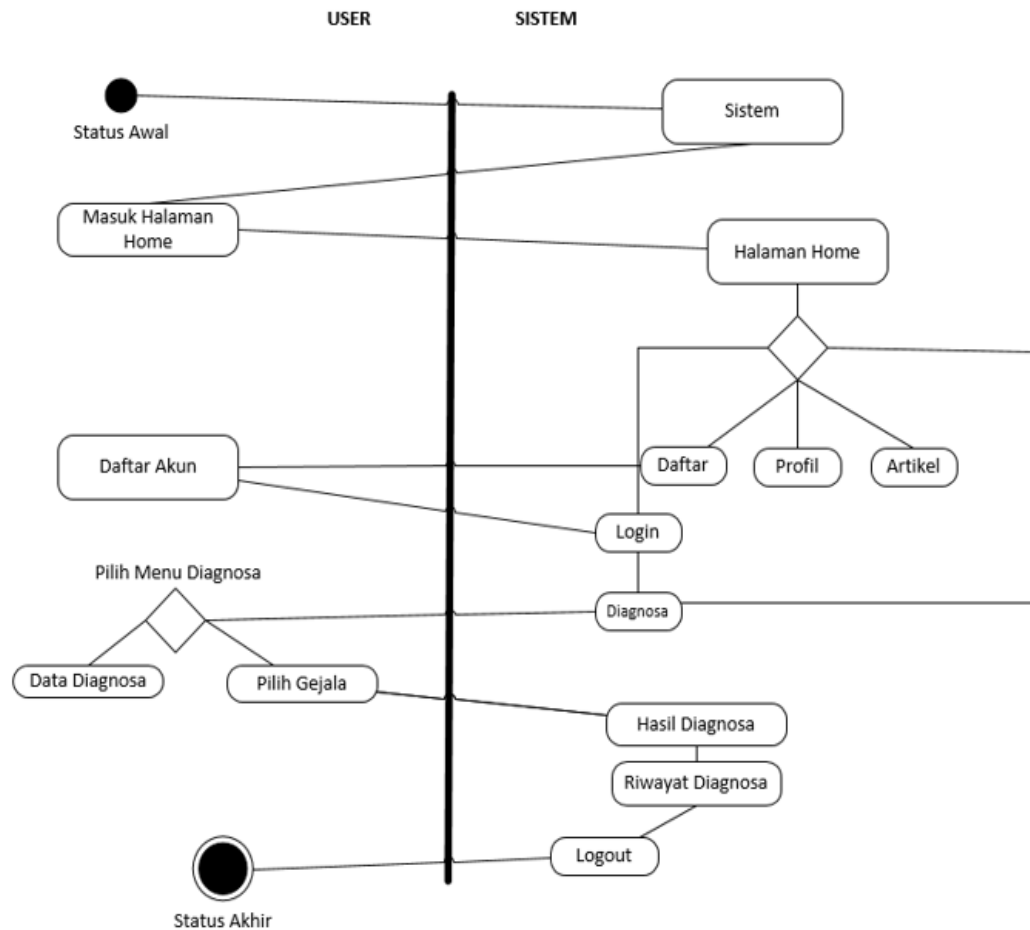 USER
SISTEM
Status Awal
Sistem
Masuk Halaman
Home
Halaman Home
Daftar Akun
Daftar
Profil
Artikel
Login
Pilih Menu Diagnosa
Diagnosa
Data Diagnosa
Pilih Gejala
Hasil Diagnosa
Riwayat Diagnosa
Logout
Status Akhir